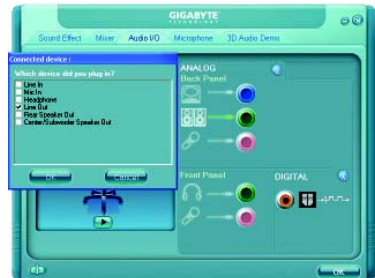 GIGABYTE
TECHNOLOGY
Sound Effect Mixer Audio I/O Microphone 3D Audio Demo
Connected device :
Which device did you plug in?
Line In
Mic In
Headphone
Line Out
Rear Speaker Out
Center/Subwoofer Speaker Out
OK Cancel
ANALOG
Back Panel
Front Panel
DIGITAL
OK